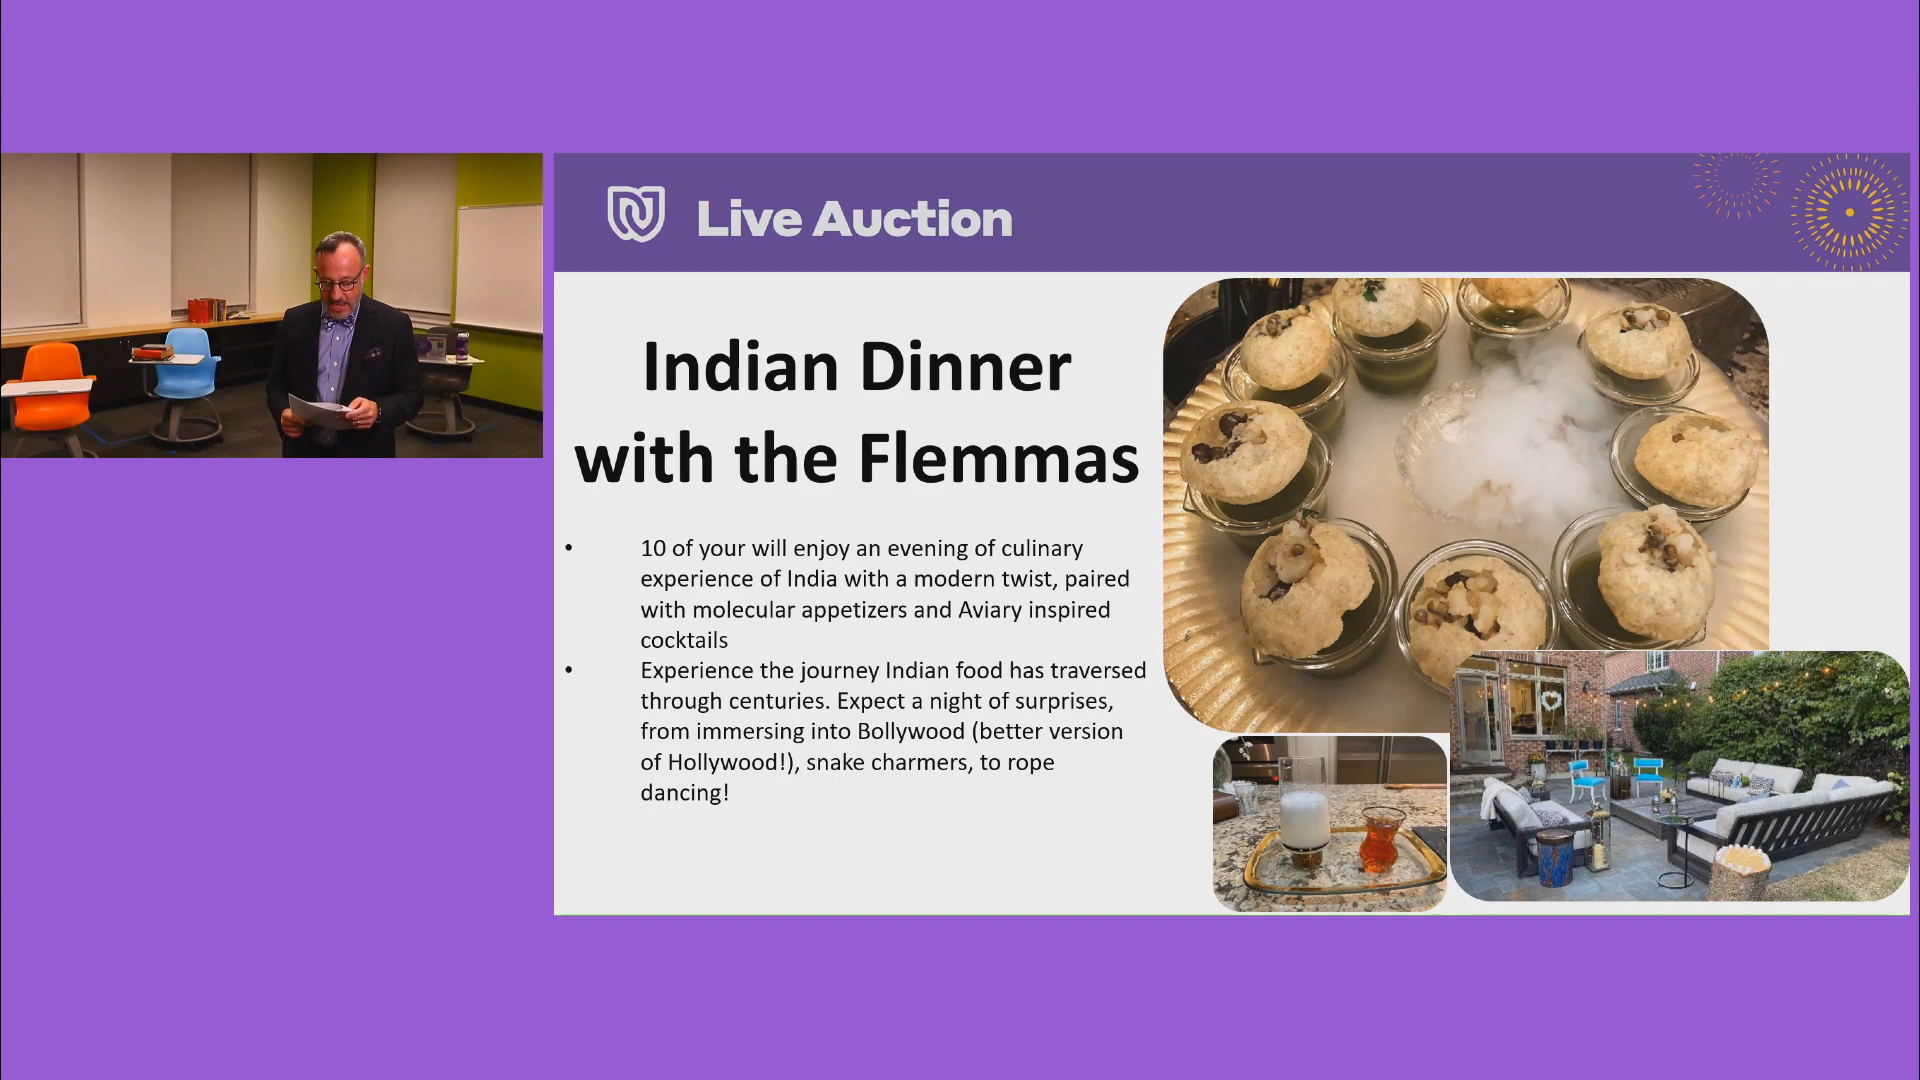 Live Auction
Indian Dinner
with the Flemmas
• 10 of your will enjoy an evening of culinary
experience of India with a modern twist, paired
with molecular appetizers and Aviary inspired
cocktails
• Experience the journey Indian food has traversed
through centuries. Expect a night of surprises,
from immersing into Bollywood (better version
of Hollywood!), snake charmers, to rope
dancing!